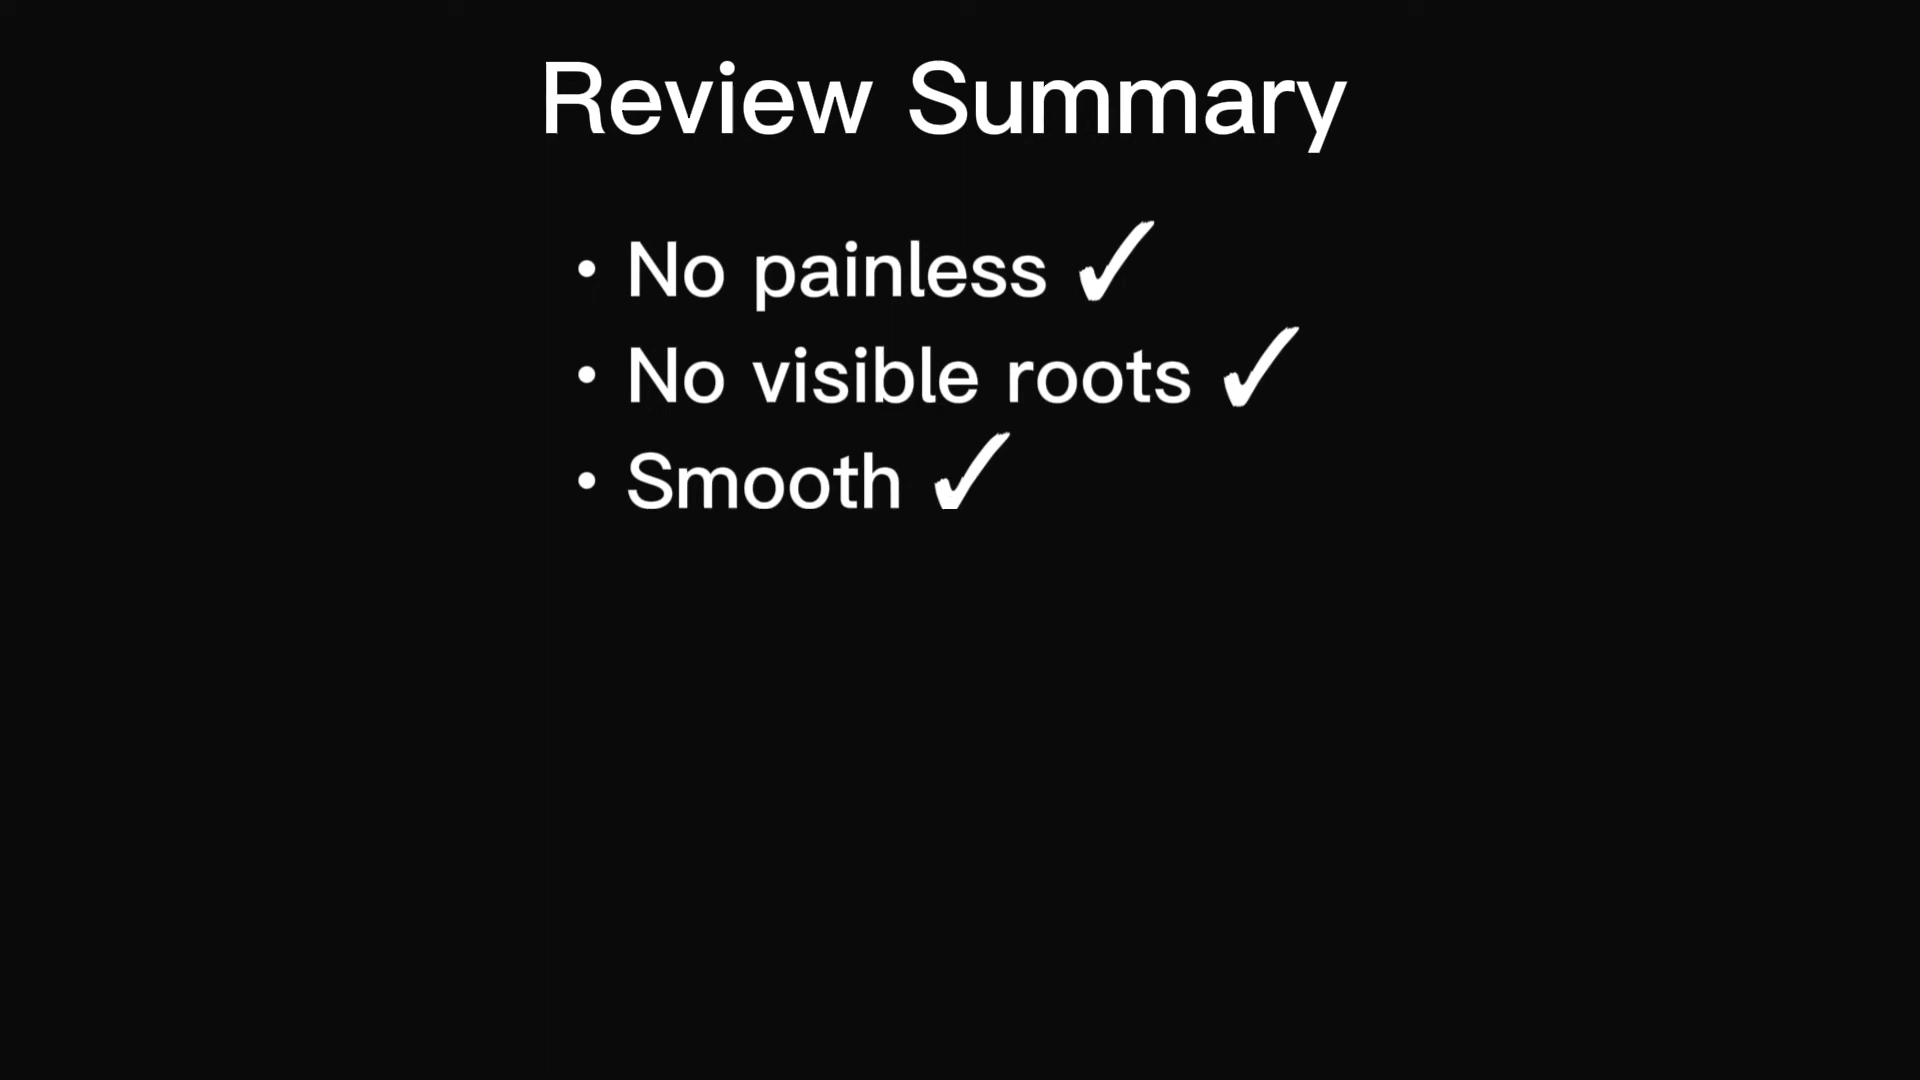 Review Summary
• No painless ✓
• No visible roots ✓
• Smooth ✓